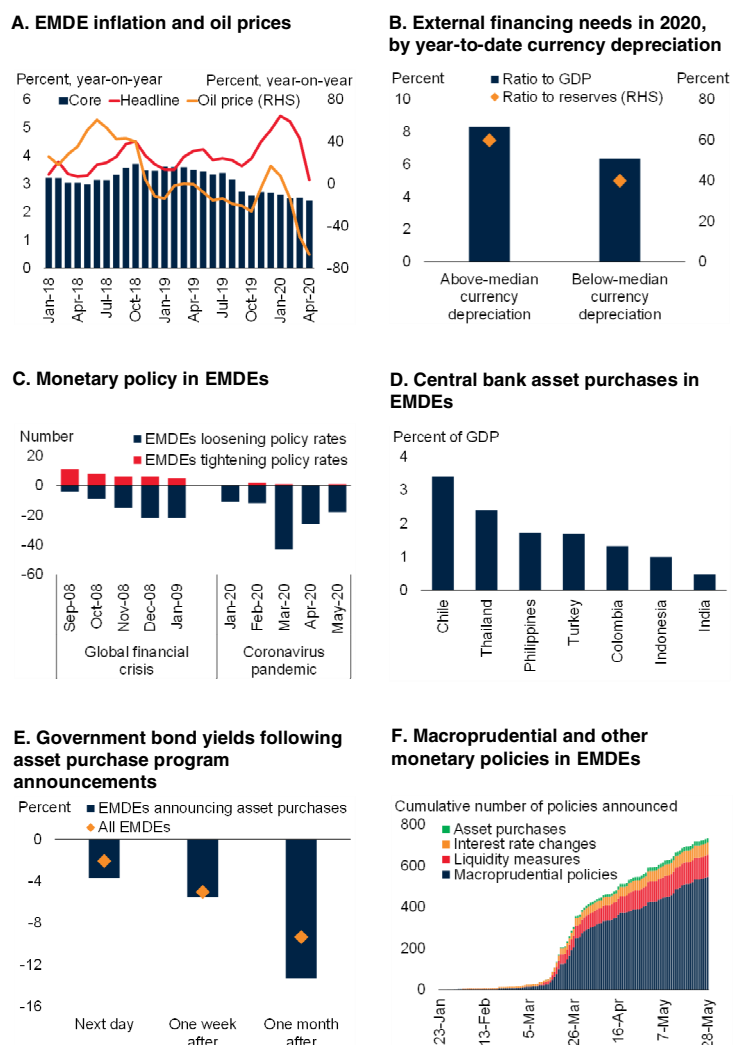 A. EMDE inflation and oil prices
Percent, year-on-year
Percent, year-on-year
Core Headline Oil price (RHS)
6
5
4
3
2
1
0
80
40
0
-40
-80
Jan-18
Apr-18
Jul-18
Oct-18
Jan-19
Apr-19
Jul-19
Oct-19
Jan-20
Apr-20
B. External financing needs in 2020,
by year-to-date currency depreciation
Percent
Percent
Ratio to GDP
Ratio to reserves (RHS)
10
8
6
4
2
0
80
60
40
20
0
Above-median
currency
depreciation
Below-median
currency
depreciation
C. Monetary policy in EMDEs
Number
EMDEs loosening policy rates
EMDEs tightening policy rates
20
0
-20
-40
-60
Sep-08
Oct-08
Nov-08
Dec-08
Jan-09
Jan-20
Feb-20
Mar-20
Apr-20
May-20
Global financial
crisis
Coronavirus
pandemic
D. Central bank asset purchases in
EMDEs
Percent of GDP
4
3
2
1
0
Chile
Thailand
Philippines
Turkey
Colombia
Indonesia
India
E. Government bond yields following
asset purchase program
announcements
Percent
EMDEs announcing asset purchases
All EMDEs
0
-4
-8
-12
-16
Next day
One week
after
One month
after
F. Macroprudential and other
monetary policies in EMDEs
Cumulative number of policies announced
800
600
400
200
0
Asset purchases
Interest rate changes
Liquidity measures
Macroprudential policies
23-Jan
13-Feb
5-Mar
26-Mar
16-Apr
7-May
28-May